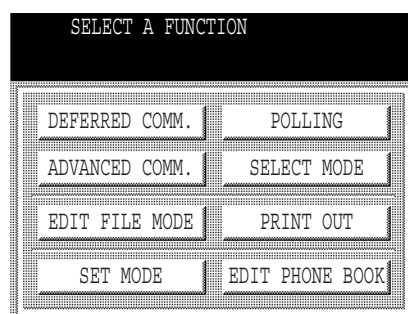 SELECT A FUNCTION
DEFERRED COMM. POLLING
ADVANCED COMM. SELECT MODE
EDIT FILE MODE PRINT OUT
SET MODE EDIT PHONE BOOK